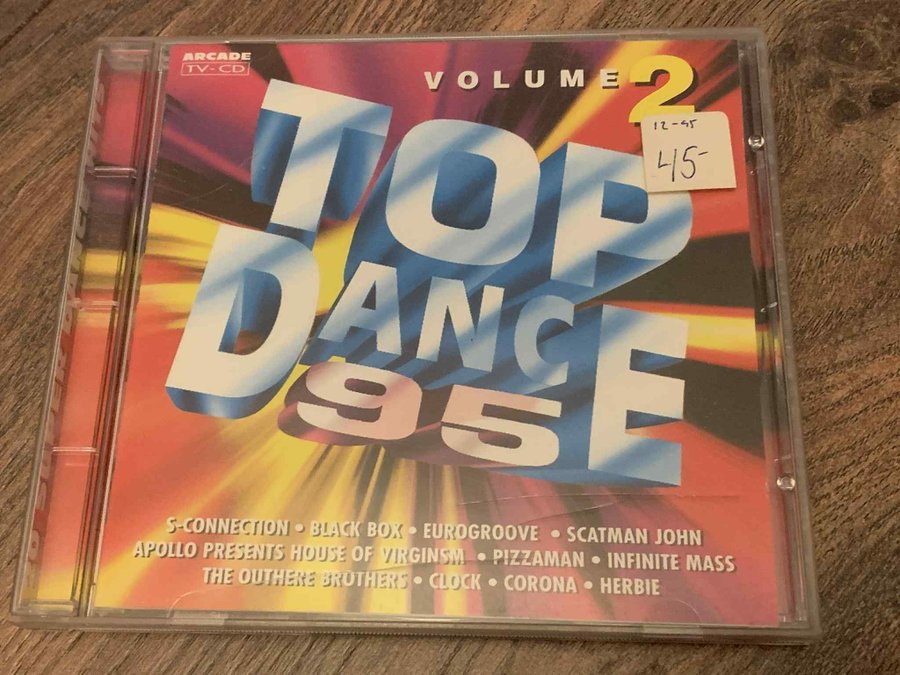 ARCADE
TV-CD
VOLUME 2
12-95
45-
TOP
DANCE
95
S-CONNECTION • BLACK BOX • EUROGROOVE • SCATMAN JOHN
APOLLO PRESENTS HOUSE OF VIRGINSM • PIZZAMAN • INFINITE MASS
THE OUTHERE BROTHERS • CLOCK • CORONA • HERBIE